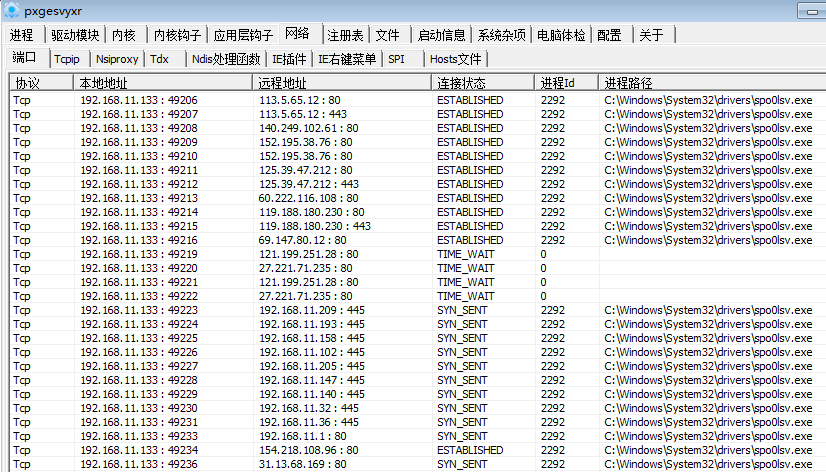 pxgesvyxr
进程 驱动模块 内核 内核钩子 应用层钩子 网络 注册表 文件 启动信息 系统杂项 电脑体检 配置 关于
端口 Tcpip Nsiproxy Tdx Ndis处理函数 IE插件 IE右键菜单 SPI Hosts文件
协议 本地地址 远程地址 连接状态 进程Id 进程路径
Tcp 192.168.11.133 : 49206 113.5.65.12 : 80 ESTABLISHED 2292 C:\Windows\System32\drivers\spo0lsv.exe
Tcp 192.168.11.133 : 49207 113.5.65.12 : 443 ESTABLISHED 2292 C:\Windows\System32\drivers\spo0lsv.exe
Tcp 192.168.11.133 : 49208 140.249.102.61 : 80 ESTABLISHED 2292 C:\Windows\System32\drivers\spo0lsv.exe
Tcp 192.168.11.133 : 49209 152.195.38.76 : 80 ESTABLISHED 2292 C:\Windows\System32\drivers\spo0lsv.exe
Tcp 192.168.11.133 : 49210 152.195.38.76 : 80 ESTABLISHED 2292 C:\Windows\System32\drivers\spo0lsv.exe
Tcp 192.168.11.133 : 49211 125.39.47.212 : 80 ESTABLISHED 2292 C:\Windows\System32\drivers\spo0lsv.exe
Tcp 192.168.11.133 : 49212 125.39.47.212 : 443 ESTABLISHED 2292 C:\Windows\System32\drivers\spo0lsv.exe
Tcp 192.168.11.133 : 49213 60.222.116.108 : 80 ESTABLISHED 2292 C:\Windows\System32\drivers\spo0lsv.exe
Tcp 192.168.11.133 : 49214 119.188.180.230 : 80 ESTABLISHED 2292 C:\Windows\System32\drivers\spo0lsv.exe
Tcp 192.168.11.133 : 49215 119.188.180.230 : 443 ESTABLISHED 2292 C:\Windows\System32\drivers\spo0lsv.exe
Tcp 192.168.11.133 : 49216 69.147.80.12 : 80 ESTABLISHED 2292 C:\Windows\System32\drivers\spo0lsv.exe
Tcp 192.168.11.133 : 49219 121.199.251.28 : 80 TIME_WAIT 0
Tcp 192.168.11.133 : 49220 27.221.71.235 : 80 TIME_WAIT 0
Tcp 192.168.11.133 : 49221 121.199.251.28 : 80 TIME_WAIT 0
Tcp 192.168.11.133 : 49222 27.221.71.235 : 80 TIME_WAIT 0
Tcp 192.168.11.133 : 49223 192.168.11.209 : 445 SYN_SENT 2292 C:\Windows\System32\drivers\spo0lsv.exe
Tcp 192.168.11.133 : 49224 192.168.11.193 : 445 SYN_SENT 2292 C:\Windows\System32\drivers\spo0lsv.exe
Tcp 192.168.11.133 : 49225 192.168.11.158 : 445 SYN_SENT 2292 C:\Windows\System32\drivers\spo0lsv.exe
Tcp 192.168.11.133 : 49226 192.168.11.102 : 445 SYN_SENT 2292 C:\Windows\System32\drivers\spo0lsv.exe
Tcp 192.168.11.133 : 49227 192.168.11.205 : 445 SYN_SENT 2292 C:\Windows\System32\drivers\spo0lsv.exe
Tcp 192.168.11.133 : 49228 192.168.11.147 : 445 SYN_SENT 2292 C:\Windows\System32\drivers\spo0lsv.exe
Tcp 192.168.11.133 : 49229 192.168.11.140 : 445 SYN_SENT 2292 C:\Windows\System32\drivers\spo0lsv.exe
Tcp 192.168.11.133 : 49230 192.168.11.32 : 445 SYN_SENT 2292 C:\Windows\System32\drivers\spo0lsv.exe
Tcp 192.168.11.133 : 49231 192.168.11.36 : 445 SYN_SENT 2292 C:\Windows\System32\drivers\spo0lsv.exe
Tcp 192.168.11.133 : 49233 192.168.11.1 : 80 SYN_SENT 2292 C:\Windows\System32\drivers\spo0lsv.exe
Tcp 192.168.11.133 : 49234 154.218.108.96 : 80 ESTABLISHED 2292 C:\Windows\System32\drivers\spo0lsv.exe
Tcp 192.168.11.133 : 49236 31.13.68.169 : 80 SYN_SENT 2292 C:\Windows\System32\drivers\spo0lsv.exe